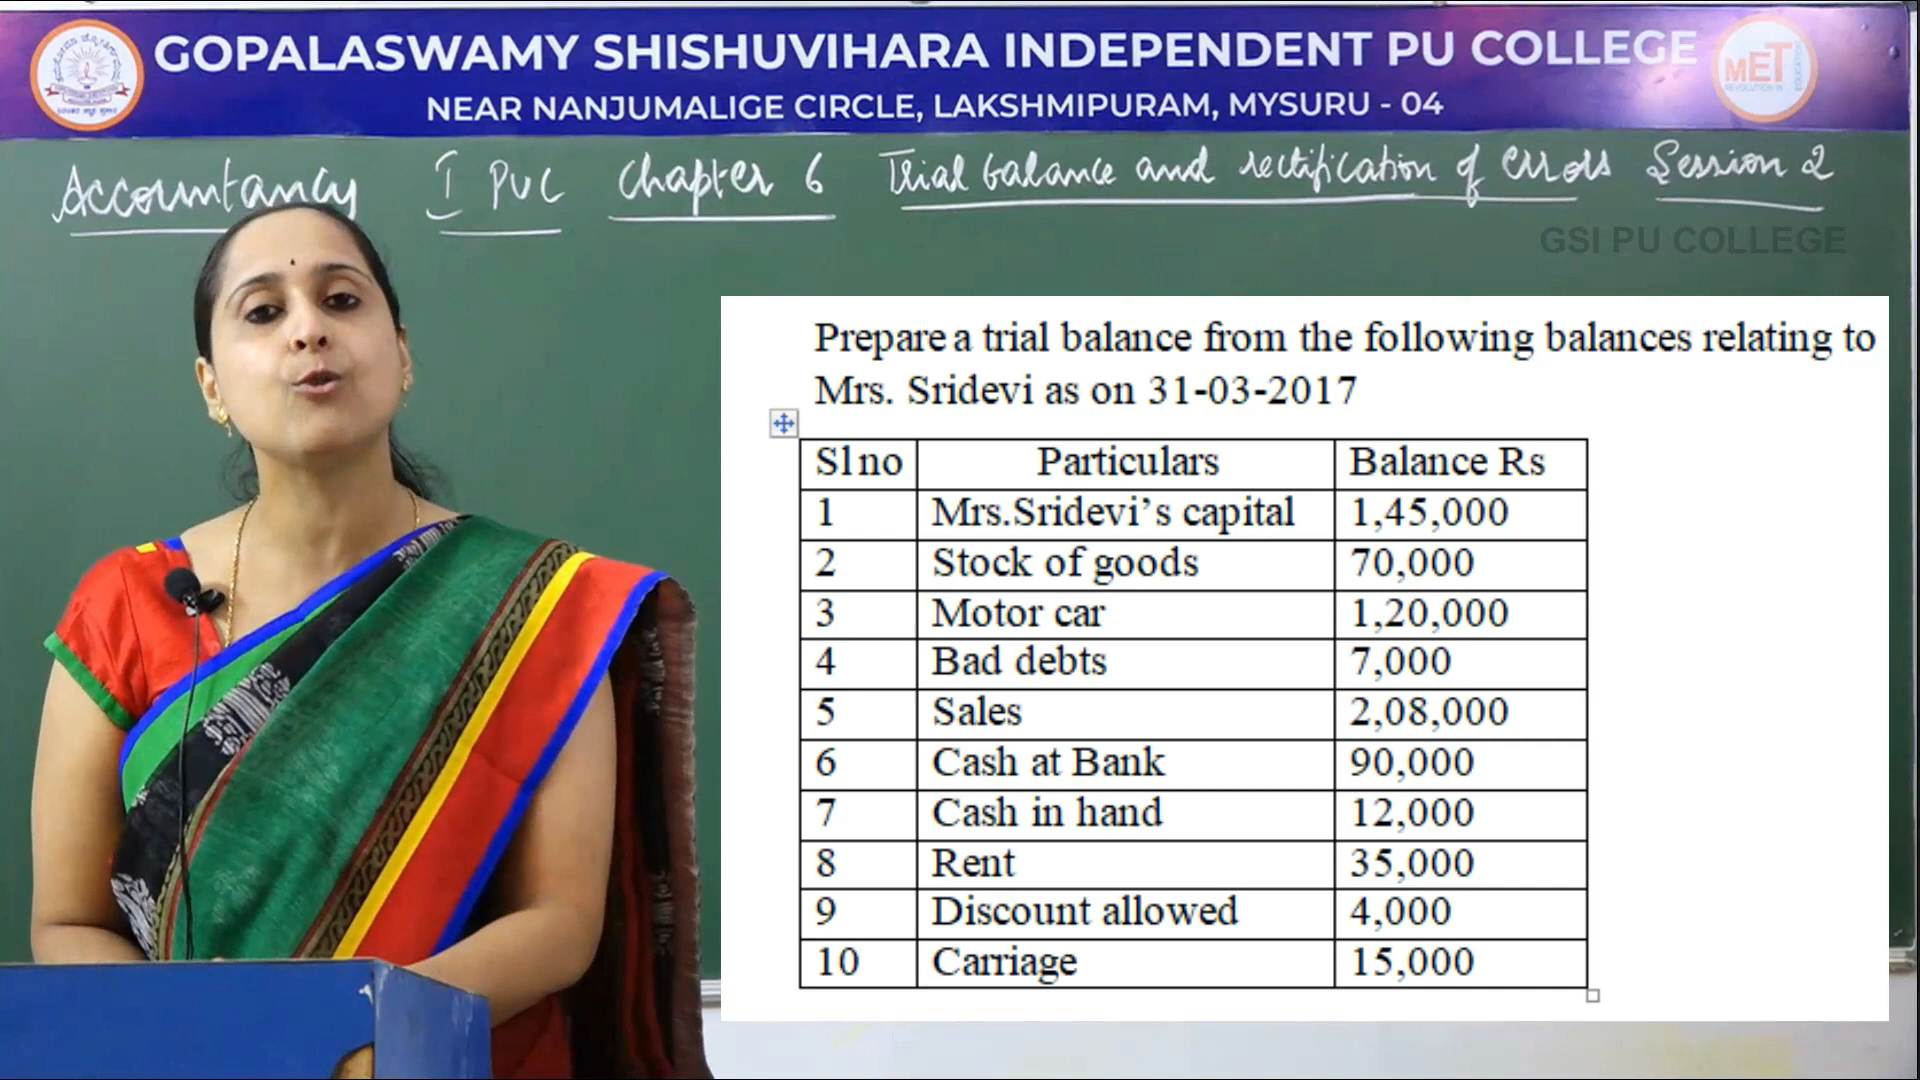 GOPALASWAMY SHISHUVIHARA INDEPENDENT PU COLLEGE
MET
NEAR NANJUMALIGE CIRCLE, LAKSHMIPURAM, MYSURU - 04
Accountancy I PUC Chapter 6 Trial balance and rectification of errors Session 2
GSI PU COLLEGE
Prepare a trial balance from the following balances relating to
Mrs. Sridevi as on 31-03-2017
Sl no Particulars Balance Rs
1 Mrs.Sridevi's capital 1,45,000
2 Stock of goods 70,000
3 Motor car 1,20,000
4 Bad debts 7,000
5 Sales 2,08,000
6 Cash at Bank 90,000
7 Cash in hand 12,000
8 Rent 35,000
9 Discount allowed 4,000
10 Carriage 15,000